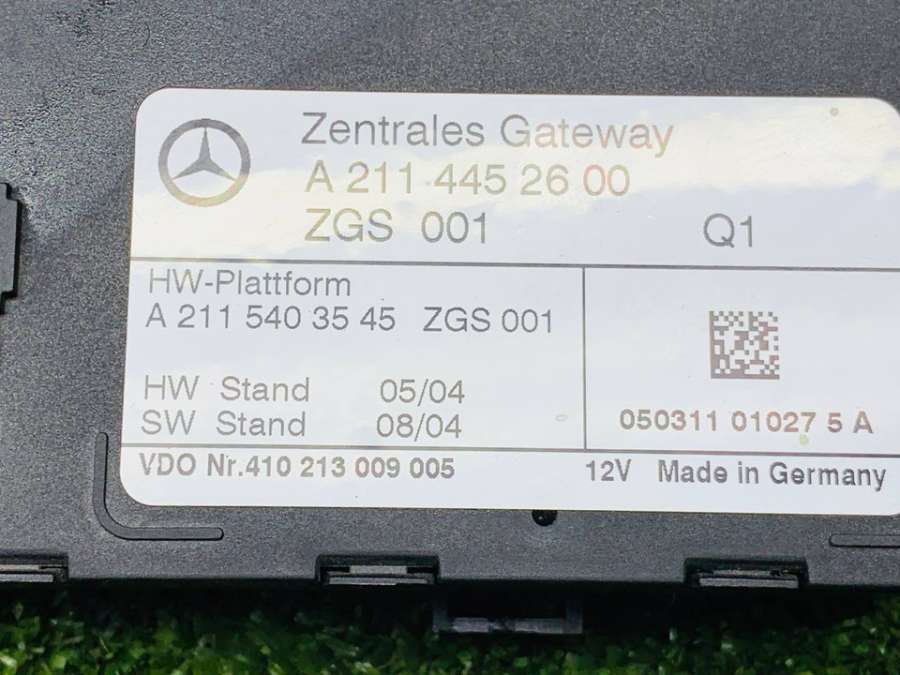 Zentrales Gateway
A 211 445 26 00
ZGS 001 Q1
HW-Plattform
A 211 540 35 45 ZGS 001
HW Stand 05/04
SW Stand 08/04
050311 01027 5 A
VDO Nr.410 213 009 005 12V Made in Germany